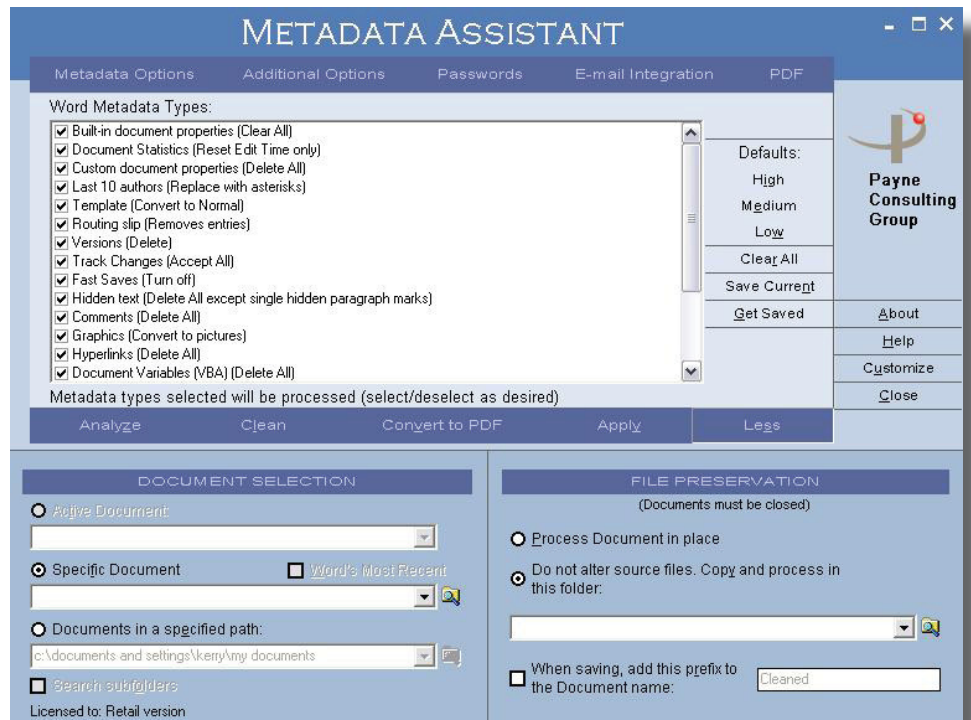 METADATA ASSISTANT
Metadata Options Additional Options Passwords E-mail Integration PDF
Word Metadata Types:
Built-in document properties (Clear All)
Document Statistics (Reset Edit Time only)
Custom document properties (Delete All)
Last 10 authors (Replace with asterisks)
Template (Convert to Normal)
Routing slip (Removes entries)
Versions (Delete)
Track Changes (Accept All)
Fast Saves (Turn off)
Hidden text (Delete All except single hidden paragraph marks)
Comments (Delete All)
Graphics (Convert to pictures)
Hyperlinks (Delete All)
Document Variables (VBA) (Delete All)
Metadata types selected will be processed (select/deselect as desired)
Defaults:
High
Medium
Low
Clear All
Save Current
Get Saved
Payne
Consulting
Group
About
Help
Customize
Close
Analyze Clean Convert to PDF Apply Less
DOCUMENT SELECTION
Active Document:
Specific Document Word's Most Recent
Documents in a specified path:
c:\documents and settings\kerry\my documents
Search subfolders
Licensed to: Retail version
FILE PRESERVATION
(Documents must be closed)
Process Document in place
Do not alter source files. Copy and process in
this folder:
When saving, add this prefix to
the Document name:
Cleaned